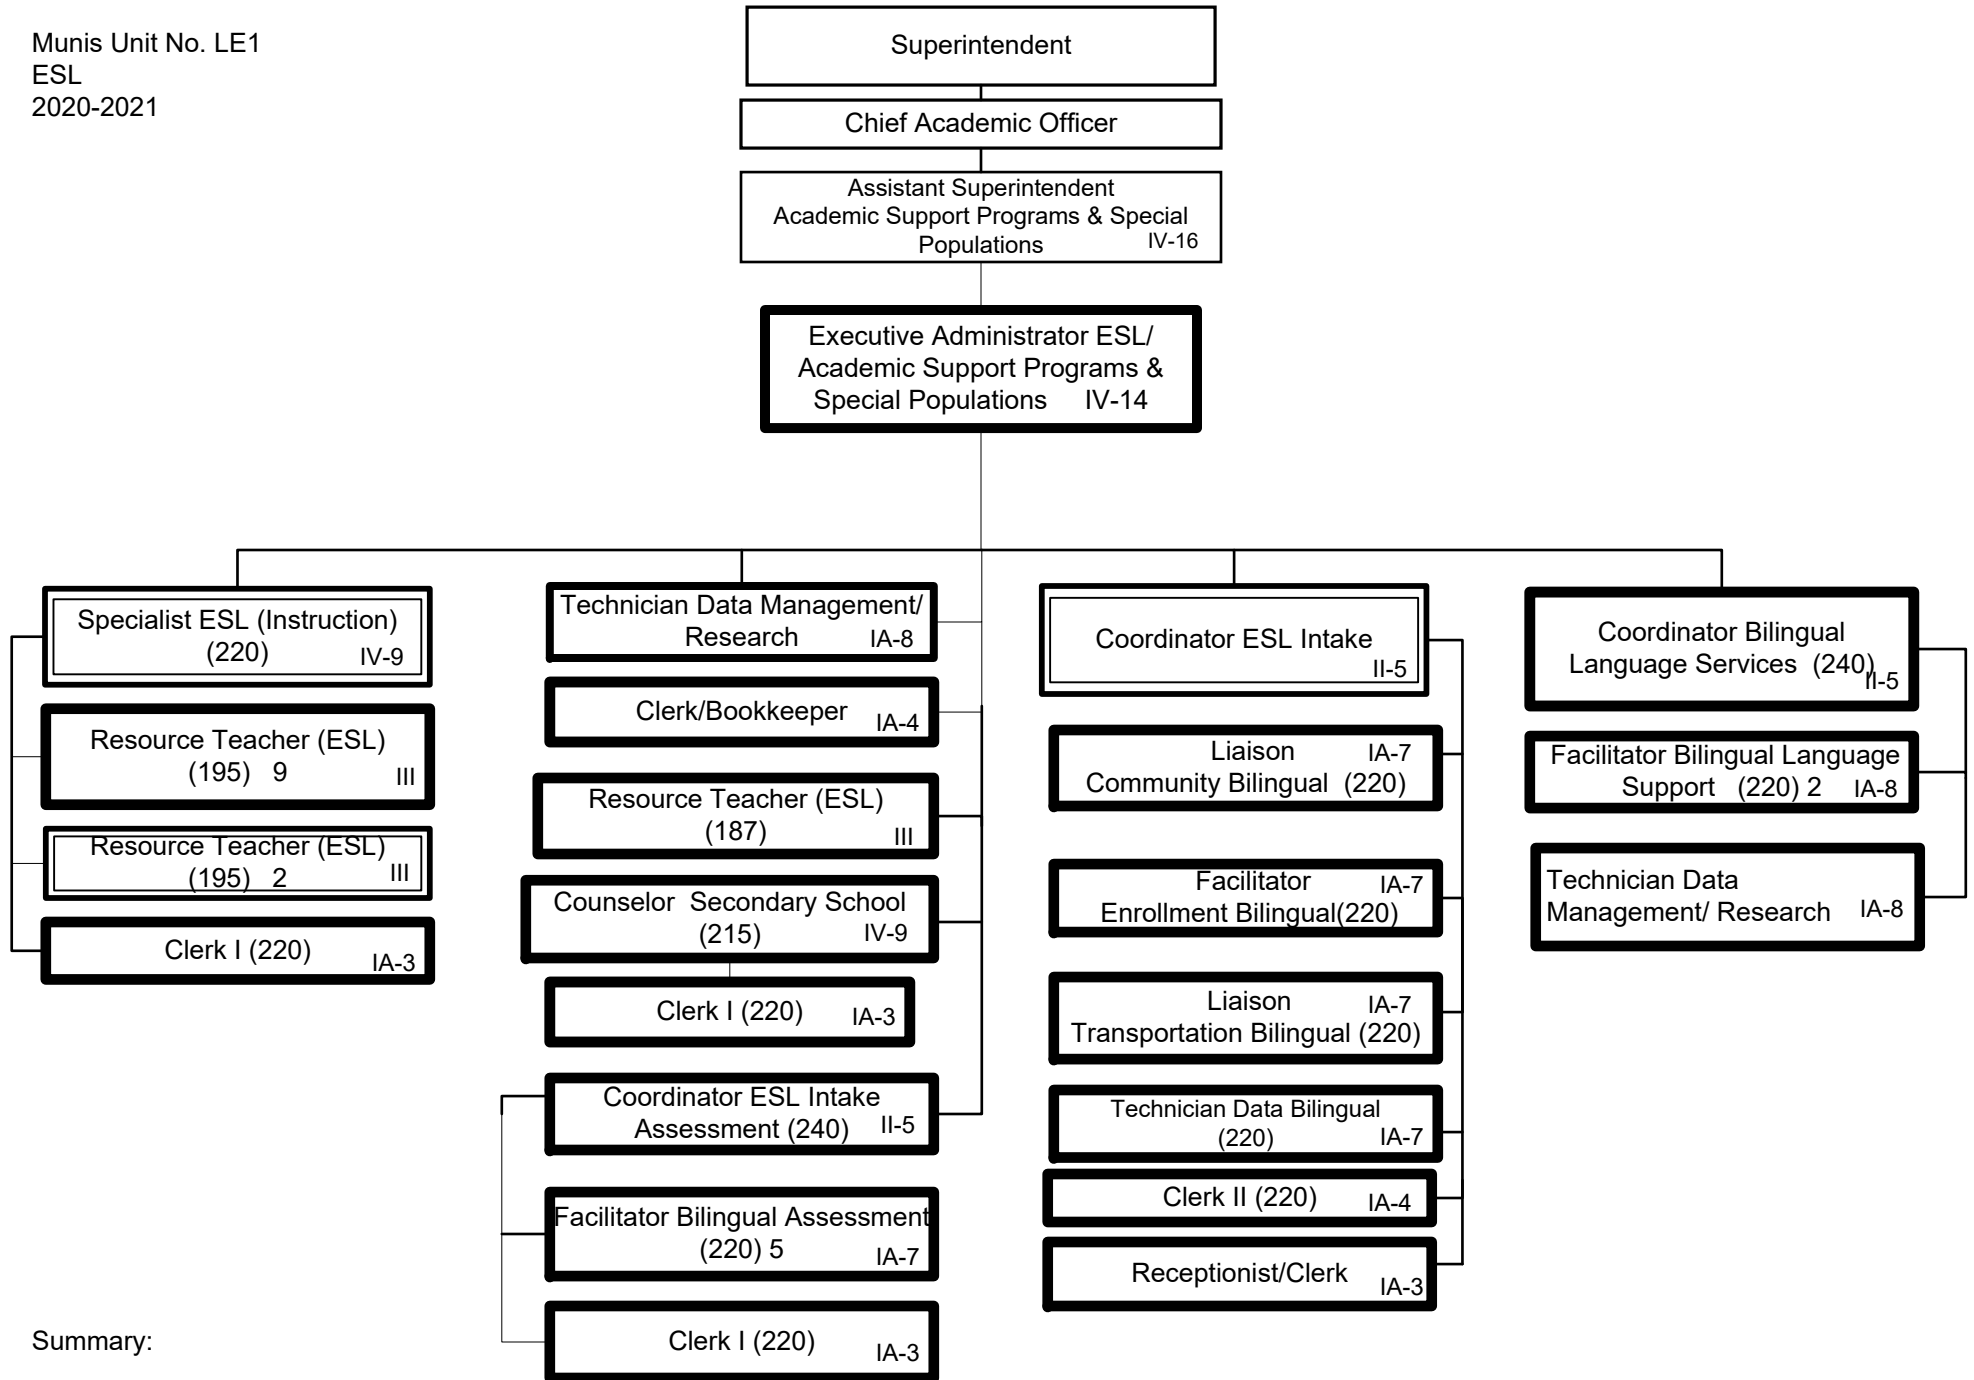 Munis Unit No. LE1
ESL
2020-2021
Superintendent
Chief Academic Officer
Assistant Superintendent
Academic Support Programs & Special
Populations IV-16
Executive Administrator ESL/
Academic Support Programs &
Special Populations IV-14
Specialist ESL (Instruction)
(220) IV-9
Resource Teacher (ESL)
(195) 9 III
Resource Teacher (ESL)
(195) 2 III
Clerk I (220) IA-3
Technician Data Management/
Research IA-8
Clerk/Bookkeeper IA-4
Resource Teacher (ESL)
(187) III
Counselor Secondary School
(215) IV-9
Clerk I (220) IA-3
Coordinator ESL Intake
Assessment (240) II-5
Facilitator Bilingual Assessment
(220) 5 IA-7
Clerk I (220) IA-3
Coordinator ESL Intake
II-5
Liaison IA-7
Community Bilingual (220)
Facilitator IA-7
Enrollment Bilingual(220)
Liaison IA-7
Transportation Bilingual (220)
Technician Data Bilingual
(220) IA-7
Clerk II (220) IA-4
Receptionist/Clerk IA-3
Coordinator Bilingual
Language Services (240) II-5
Facilitator Bilingual Language
Support (220) 2 IA-8
Technician Data
Management/ Research IA-8
Summary: